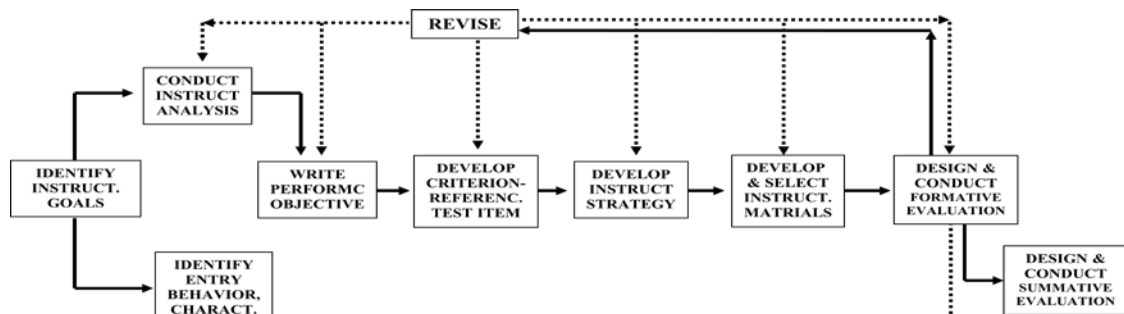 REVISE
CONDUCT
INSTRUCT
ANALYSIS
IDENTIFY
INSTRUCT.
GOALS
WRITE
PERFORMC
OBJECTIVE
DEVELOP
CRITERION-
REFERENC.
TEST ITEM
DEVELOP
INSTRUCT
STRATEGY
DEVELOP
& SELECT
INSTRUCT.
MATRIALS
DESIGN &
CONDUCT
FORMATIVE
EVALUATION
IDENTIFY
ENTRY
BEHAVIOR,
CHARACT.
DESIGN &
CONDUCT
SUMMATIVE
EVALUATION